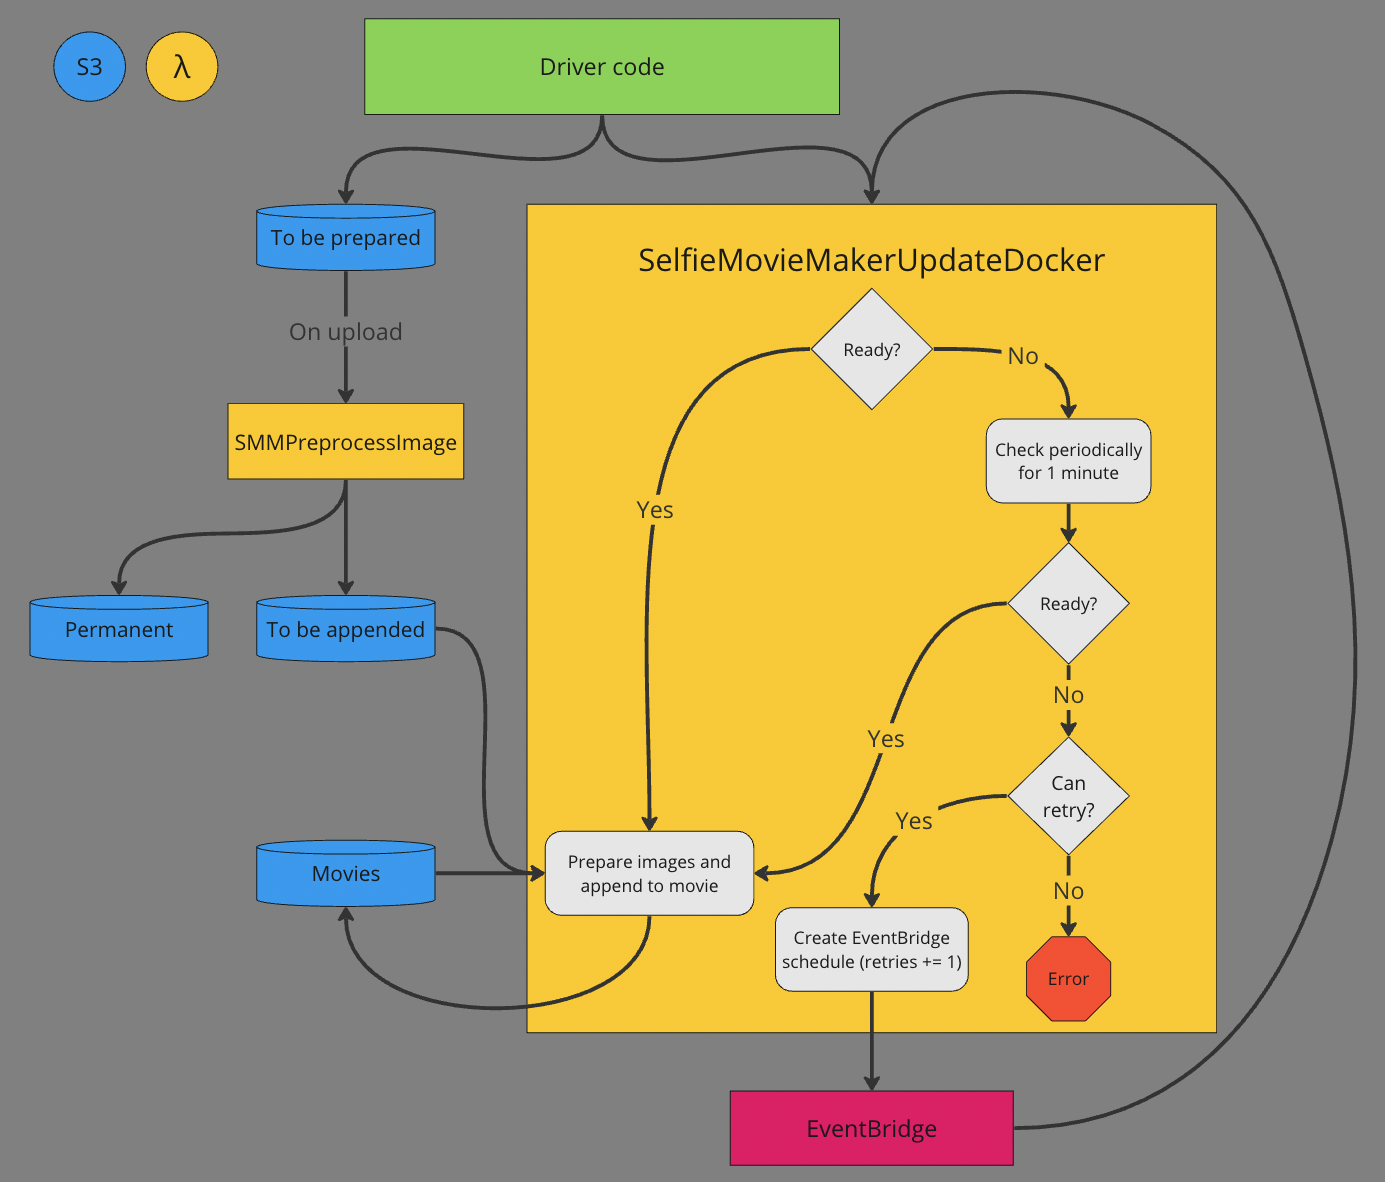 S3
λ
Driver code
To be prepared
On upload
SMMPreprocessImage
Permanent
To be appended
Movies
SelfieMovieMakerUpdateDocker
Ready?
No
Check periodically
for 1 minute
Yes
Ready?
No
Yes
Can
retry?
Yes
No
Prepare images and
append to movie
Create EventBridge
schedule (retries += 1)
Error
EventBridge